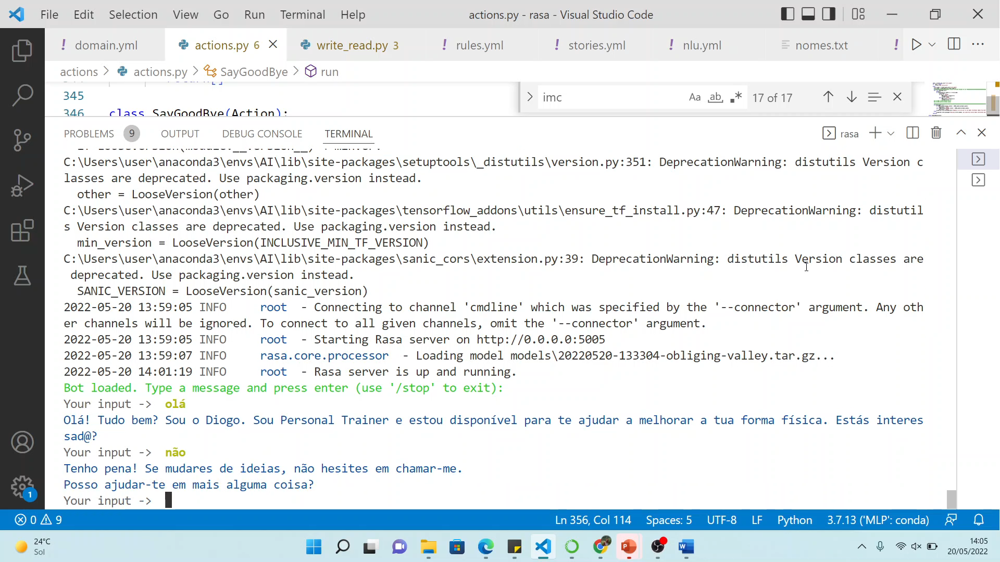 File Edit Selection View Go Run Terminal Help actions.py - rasa - Visual Studio Code
! domain.yml actions.py 6 write_read.py 3 ! rules.yml ! stories.yml ! nlu.yml nomes.txt !
actions > actions.py > SayGoodBye > run
345
346 class SayGoodBye(Action):
imc Aa ab 17 of 17
PROBLEMS 9 OUTPUT DEBUG CONSOLE TERMINAL rasa
C:\Users\user\anaconda3\envs\AI\lib\site-packages\setuptools\_distutils\version.py:351: DeprecationWarning: distutils Version c
lasses are deprecated. Use packaging.version instead.
other = LooseVersion(other)
C:\Users\user\anaconda3\envs\AI\lib\site-packages\tensorflow_addons\utils\ensure_tf_install.py:47: DeprecationWarning: distutil
s Version classes are deprecated. Use packaging.version instead.
min_version = LooseVersion(INCLUSIVE_MIN_TF_VERSION)
C:\Users\user\anaconda3\envs\AI\lib\site-packages\sanic_cors\extension.py:39: DeprecationWarning: distutils Version classes are
deprecated. Use packaging.version instead.
SANIC_VERSION = LooseVersion(sanic_version)
2022-05-20 13:59:05 INFO root - Connecting to channel 'cmdline' which was specified by the '--connector' argument. Any oth
er channels will be ignored. To connect to all given channels, omit the '--connector' argument.
2022-05-20 13:59:05 INFO root - Starting Rasa server on http://0.0.0.0:5005
2022-05-20 13:59:07 INFO rasa.core.processor - Loading model models\20220520-133304-obliging-valley.tar.gz...
2022-05-20 14:01:19 INFO root - Rasa server is up and running.
Bot loaded. Type a message and press enter (use '/stop' to exit):
Your input -> olá
Olá! Tudo bem? Sou o Diogo. Sou Personal Trainer e estou disponível para te ajudar a melhorar a tua forma física. Estás interes
sad@?
Your input -> não
Tenho pena! Se mudares de ideias, não hesites em chamar-me.
Posso ajudar-te em mais alguma coisa?
Your input ->
1
0 9 Ln 356, Col 114 Spaces: 5 UTF-8 LF Python 3.7.13 ('MLP': conda)
24°C
Sol
14:05
20/05/2022